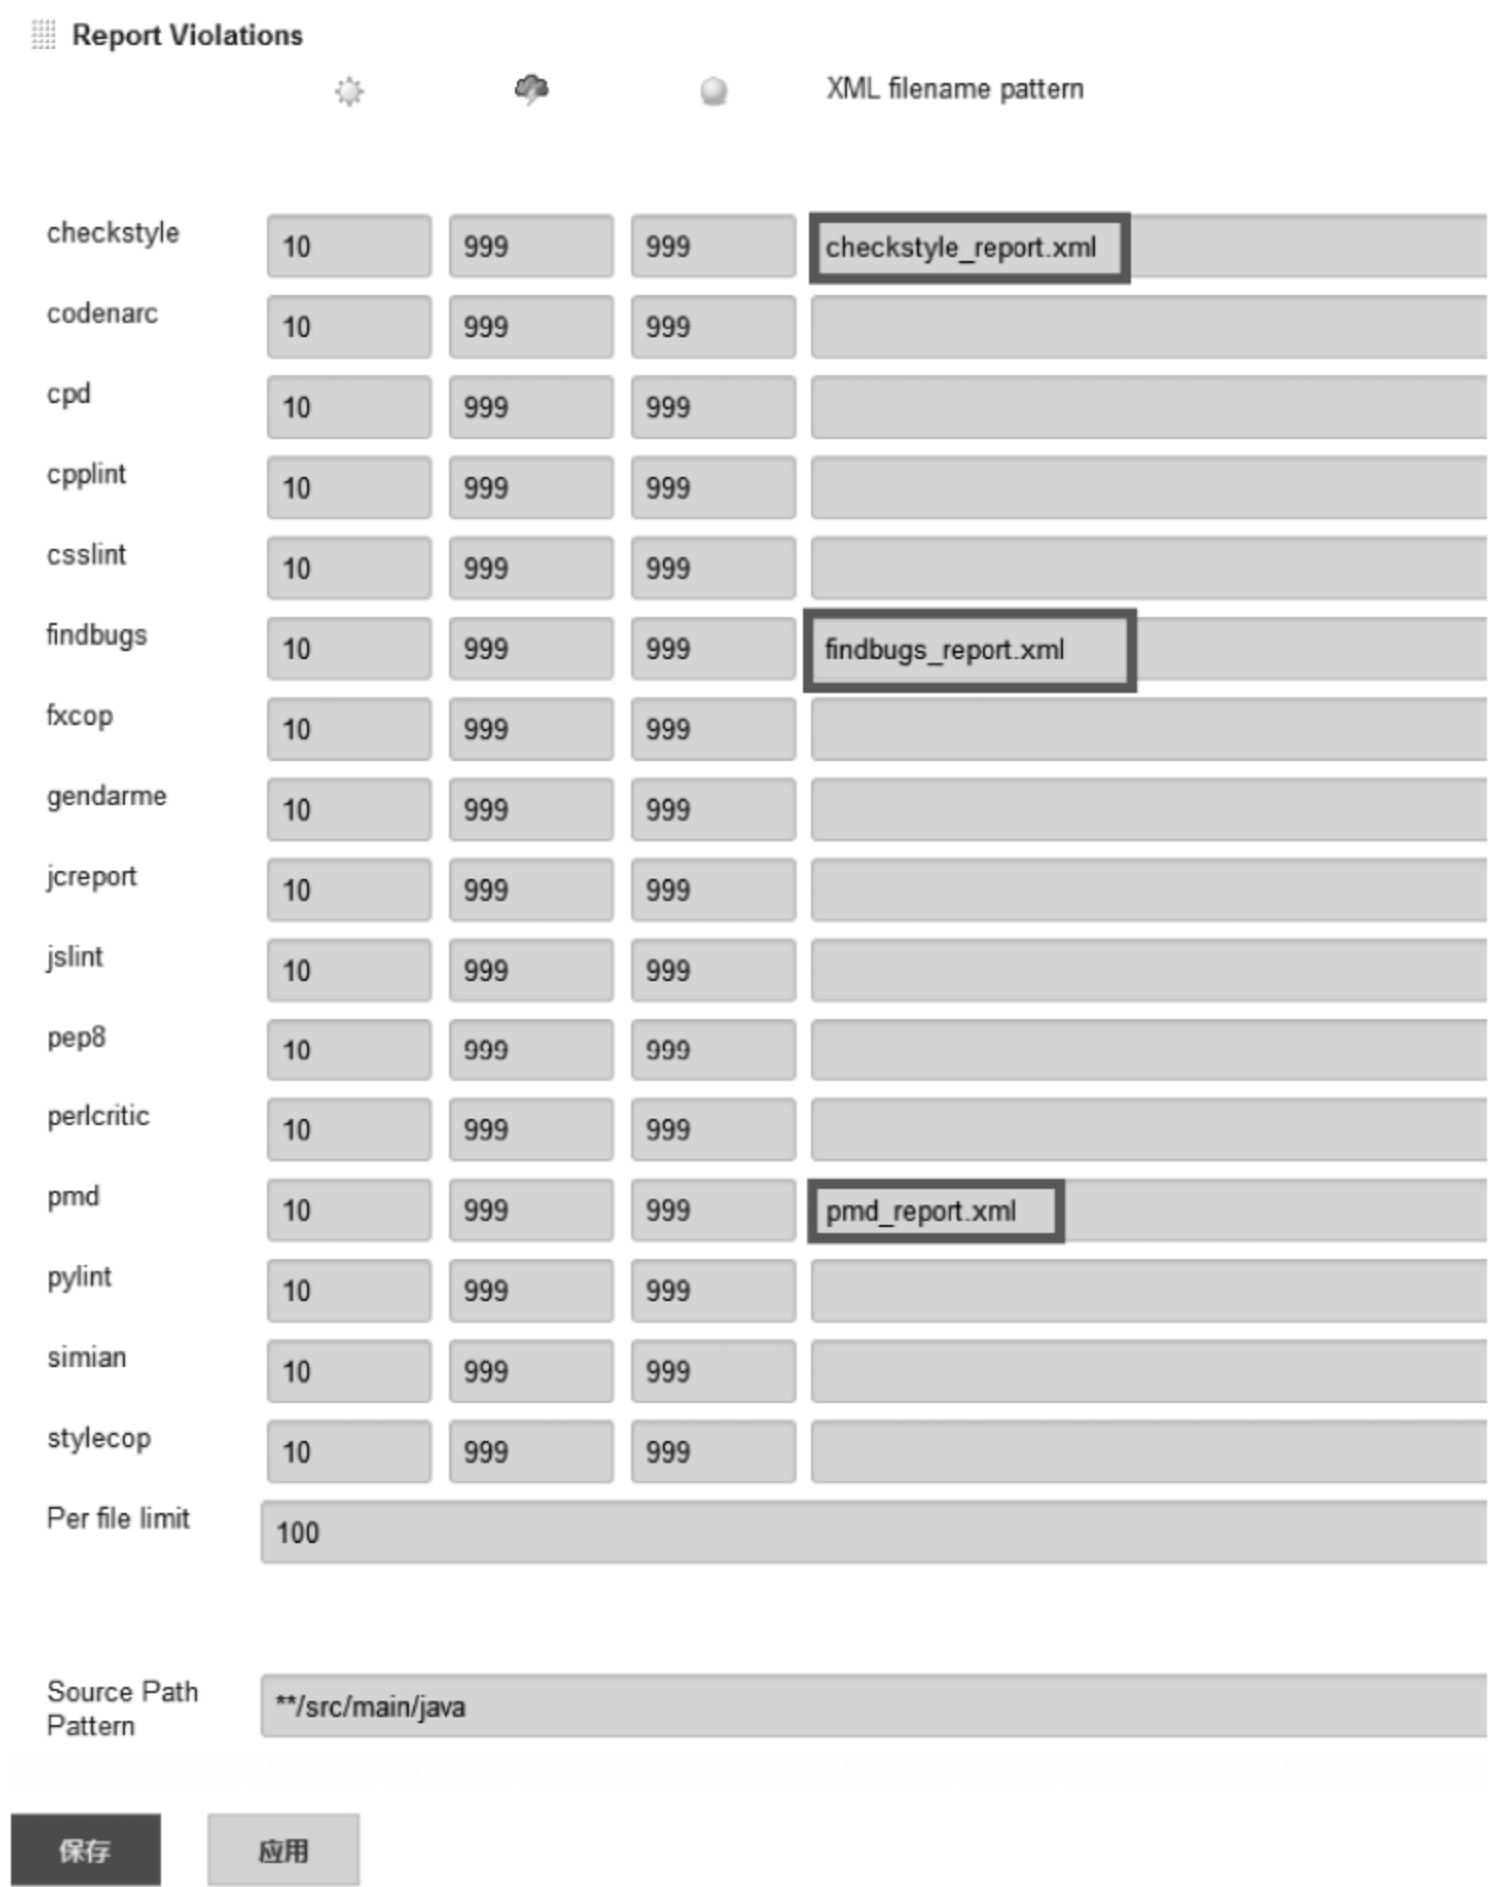 Report Violations
XML filename pattern
checkstyle 10 999 999 checkstyle_report.xml
codenarc 10 999 999
cpd 10 999 999
cpplint 10 999 999
csslint 10 999 999
findbugs 10 999 999 findbugs_report.xml
fxcop 10 999 999
gendarme 10 999 999
jcreport 10 999 999
jslint 10 999 999
pep8 10 999 999
perlcritic 10 999 999
pmd 10 999 999 pmd_report.xml
pylint 10 999 999
simian 10 999 999
stylecop 10 999 999
Per file limit 100
Source Path
Pattern
**/src/main/java
保存 应用